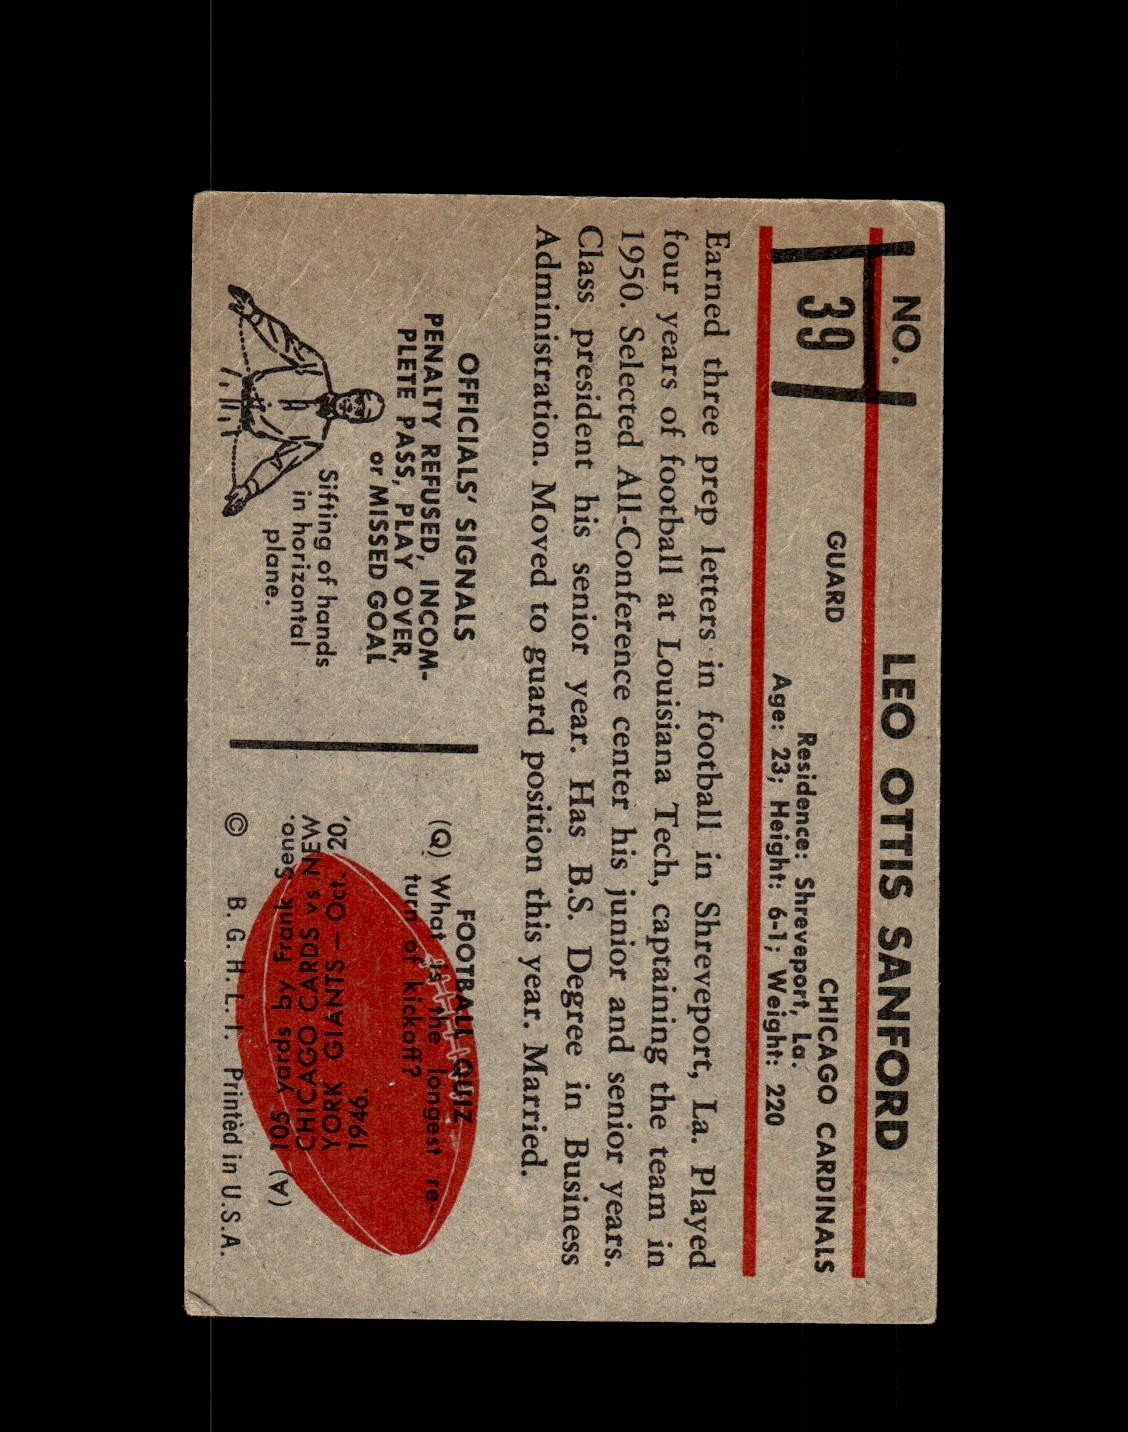 NO.
39
LEO OTTIS SANFORD
GUARD
CHICAGO CARDINALS
Residence: Shreveport, La.
Age: 23; Height: 6-1; Weight: 220
Earned three prep letters in football in Shreveport, La. Played
four years of football at Louisiana Tech, captaining the team in
1950. Selected All-Conference center his junior and senior years.
Class president his senior year. Has B.S. Degree in Business
Administration. Moved to guard position this year. Married.
OFFICIALS' SIGNALS
PENALTY REFUSED, INCOM-
PLETE PASS, PLAY OVER,
or MISSED GOAL
Sifting of hands
in horizontal
plane.
FOOTBALL QUIZ
(Q) What is the longest re-
turn of kickoff?
(A) 105 yards by Frank Seno.
CHICAGO CARDS vs NEW
YORK GIANTS — Oct. 20,
1946.
© B. G. H. L. I. Printed in U.S.A.